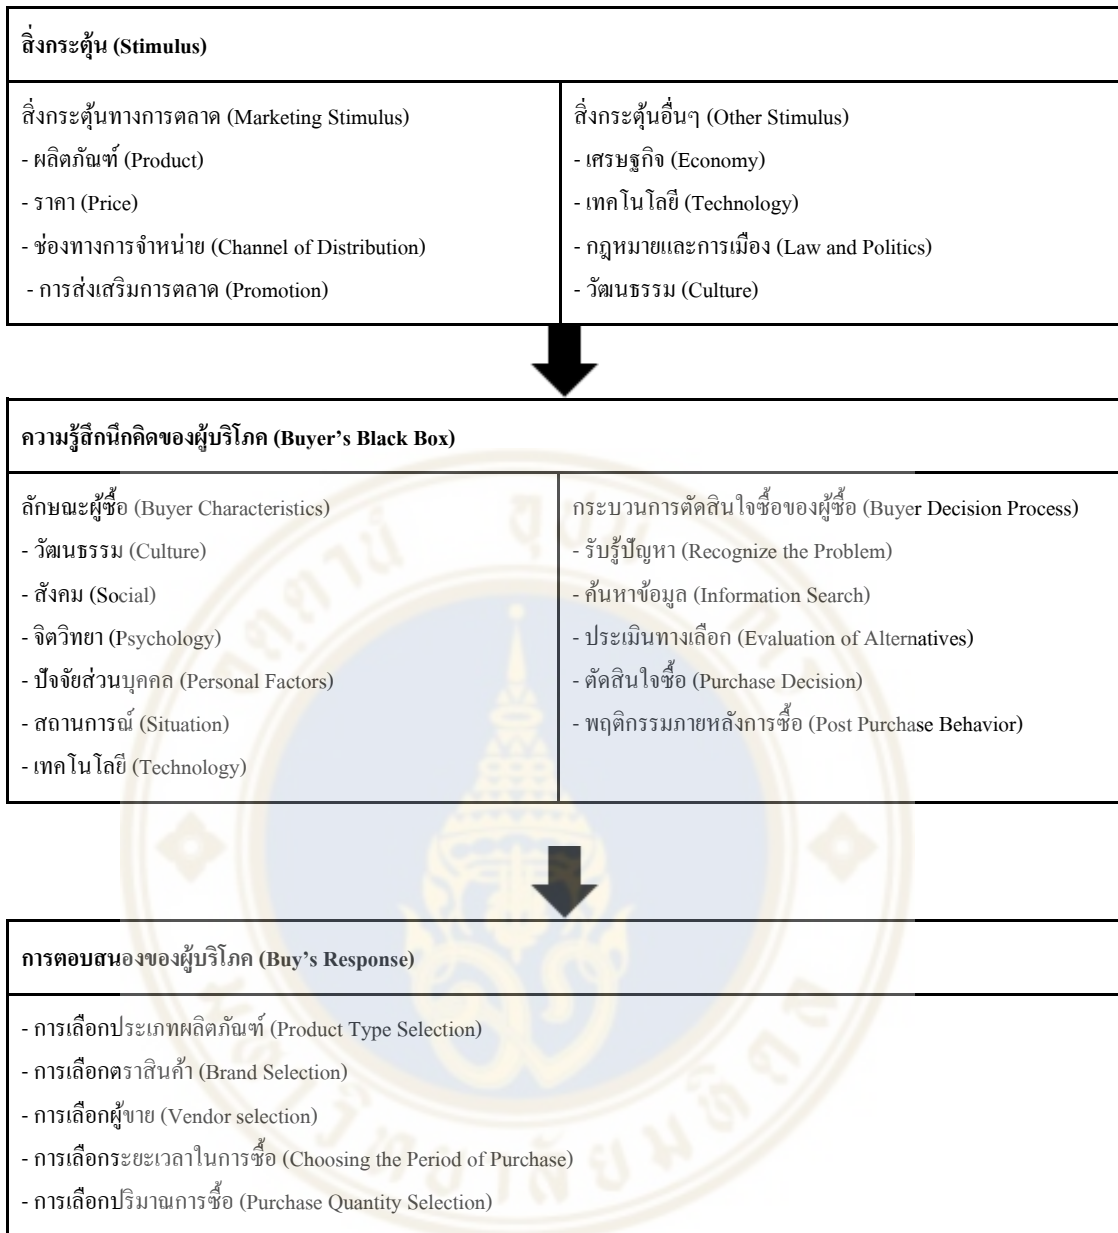 สิ่งกระตุ้น (Stimulus)
สิ่งกระตุ้นทางการตลาด (Marketing Stimulus)
- ผลิตภัณฑ์ (Product)
- ราคา (Price)
- ช่องทางการจำหน่าย (Channel of Distribution)
- การส่งเสริมการตลาด (Promotion)
สิ่งกระตุ้นอื่นๆ (Other Stimulus)
- เศรษฐกิจ (Economy)
- เทคโนโลยี (Technology)
- กฎหมายและการเมือง (Law and Politics)
- วัฒนธรรม (Culture)
ความรู้สึกนึกคิดของผู้บริโภค (Buyer’s Black Box)
ลักษณะผู้ซื้อ (Buyer Characteristics)
- วัฒนธรรม (Culture)
- สังคม (Social)
- จิตวิทยา (Psychology)
- ปัจจัยส่วนบุคคล (Personal Factors)
- สถานการณ์ (Situation)
- เทคโนโลยี (Technology)
กระบวนการตัดสินใจซื้อของผู้ซื้อ (Buyer Decision Process)
- รับรู้ปัญหา (Recognize the Problem)
- ค้นหาข้อมูล (Information Search)
- ประเมินทางเลือก (Evaluation of Alternatives)
- ตัดสินใจซื้อ (Purchase Decision)
- พฤติกรรมภายหลังการซื้อ (Post Purchase Behavior)
การตอบสนองของผู้บริโภค (Buy’s Response)
- การเลือกประเภทผลิตภัณฑ์ (Product Type Selection)
- การเลือกตราสินค้า (Brand Selection)
- การเลือกผู้ขาย (Vendor selection)
- การเลือกระยะเวลาในการซื้อ (Choosing the Period of Purchase)
- การเลือกปริมาณการซื้อ (Purchase Quantity Selection)